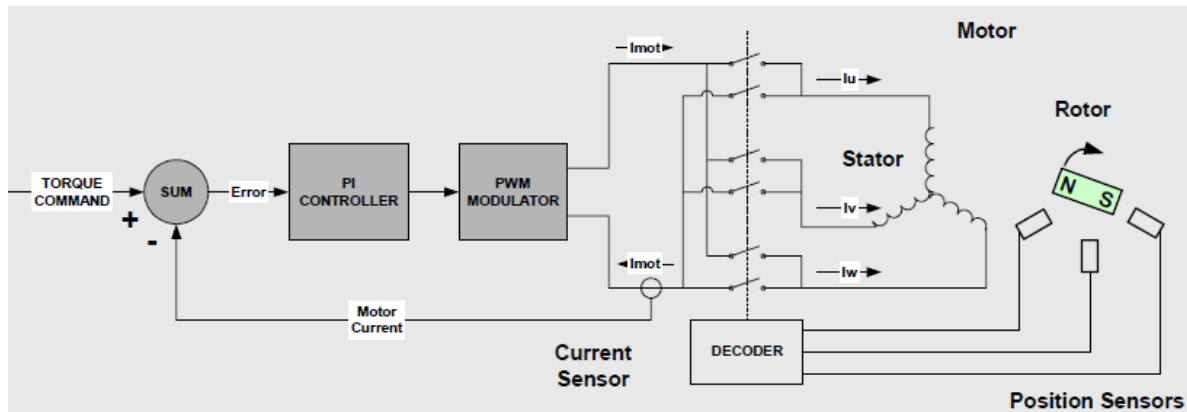 Motor
Imot
Iu
Rotor
N S
Stator
TORQUE
COMMAND
+
-
SUM
Error
PI
CONTROLLER
PWM
MODULATOR
Iv
Imot
Iw
Motor
Current
Current
Sensor
DECODER
Position Sensors